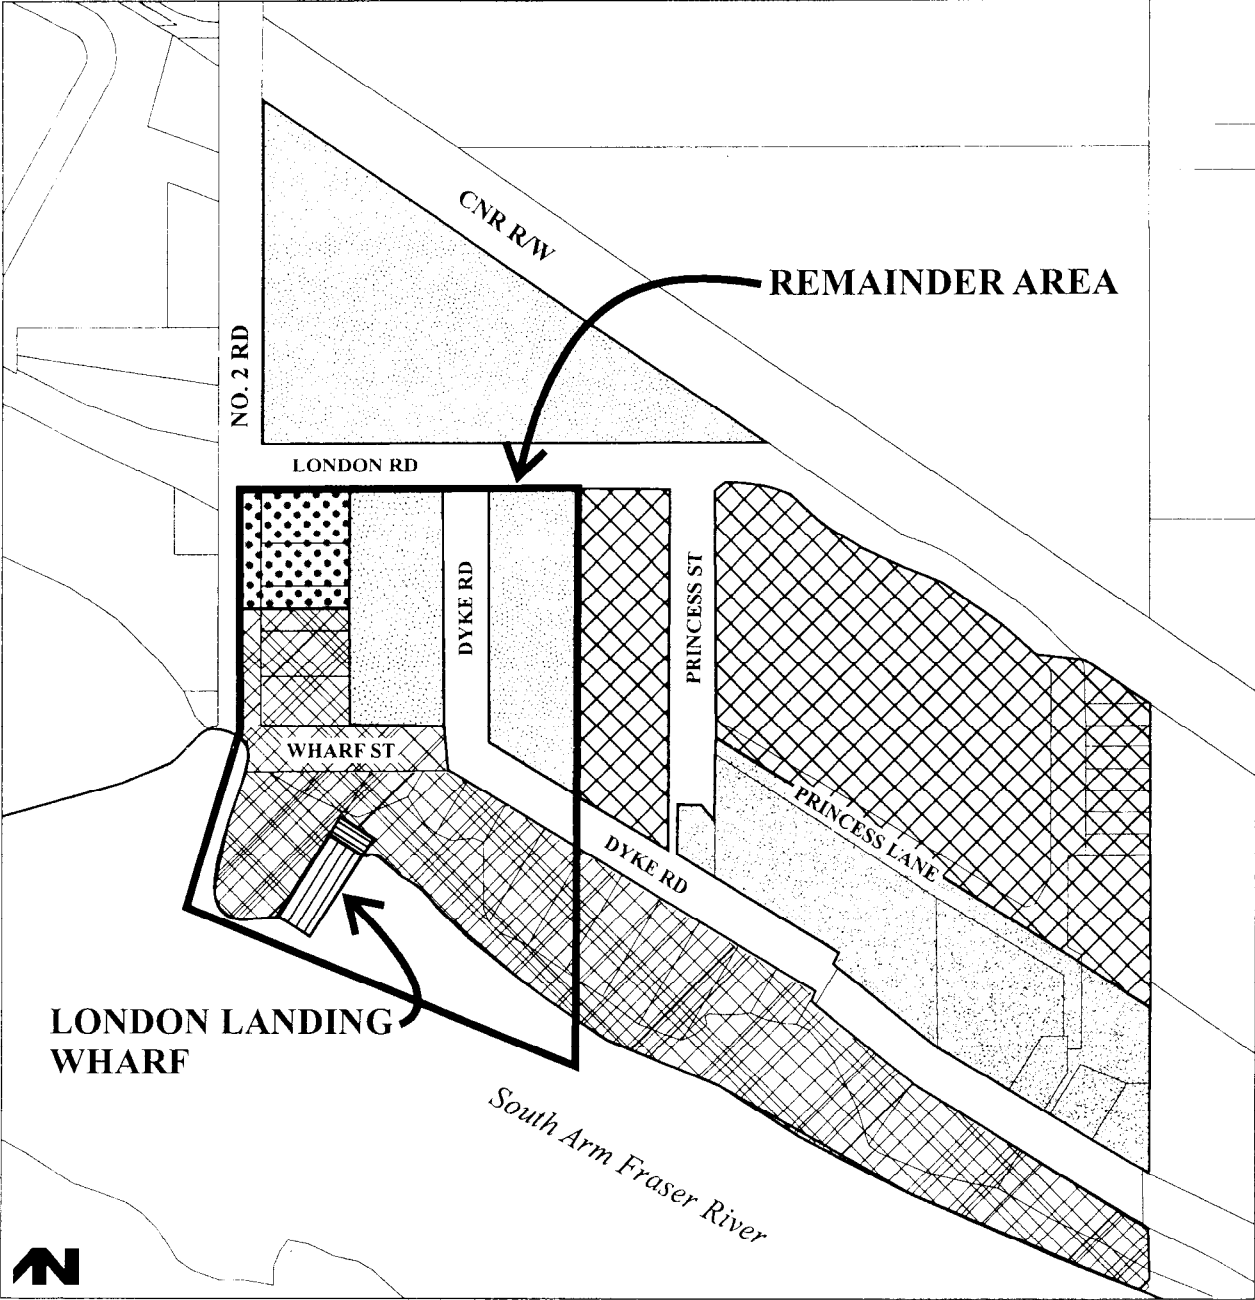 CNR R/W
REMAINDER AREA
NO. 2 RD
LONDON RD
DYKE RD
PRINCESS ST
WHARF ST
PRINCESS LANE
DYKE RD
LONDON LANDING
WHARF
South Arm Fraser River
N